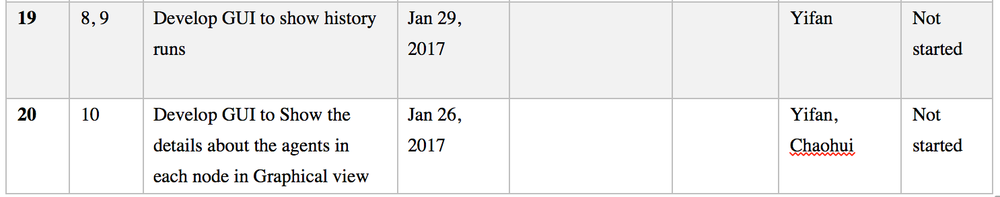 19 8, 9 Develop GUI to show history Jan 29, Yifan Not
runs 2017 started
20 10 Develop GUI to Show the Jan 26, Yifan, Not
details about the agents in 2017 Chaohui started
each node in Graphical view